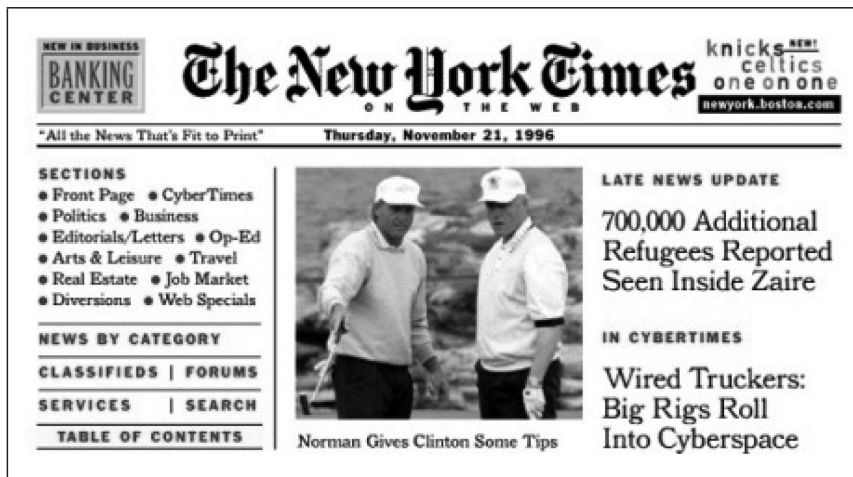 NEW IN BUSINESS
BANKING
CENTER
The New York Times
ON THE WEB
knicks NEW!
celtics
one on one
newyork.boston.com
"All the News That's Fit to Print"
Thursday, November 21, 1996
SECTIONS
● Front Page ● CyberTimes
● Politics ● Business
● Editorials/Letters ● Op-Ed
● Arts & Leisure ● Travel
● Real Estate ● Job Market
● Diversions ● Web Specials
NEWS BY CATEGORY
CLASSIFIEDS | FORUMS
SERVICES | SEARCH
TABLE OF CONTENTS
Norman Gives Clinton Some Tips
LATE NEWS UPDATE
700,000 Additional
Refugees Reported
Seen Inside Zaire
IN CYBERTIMES
Wired Truckers:
Big Rigs Roll
Into Cyberspace